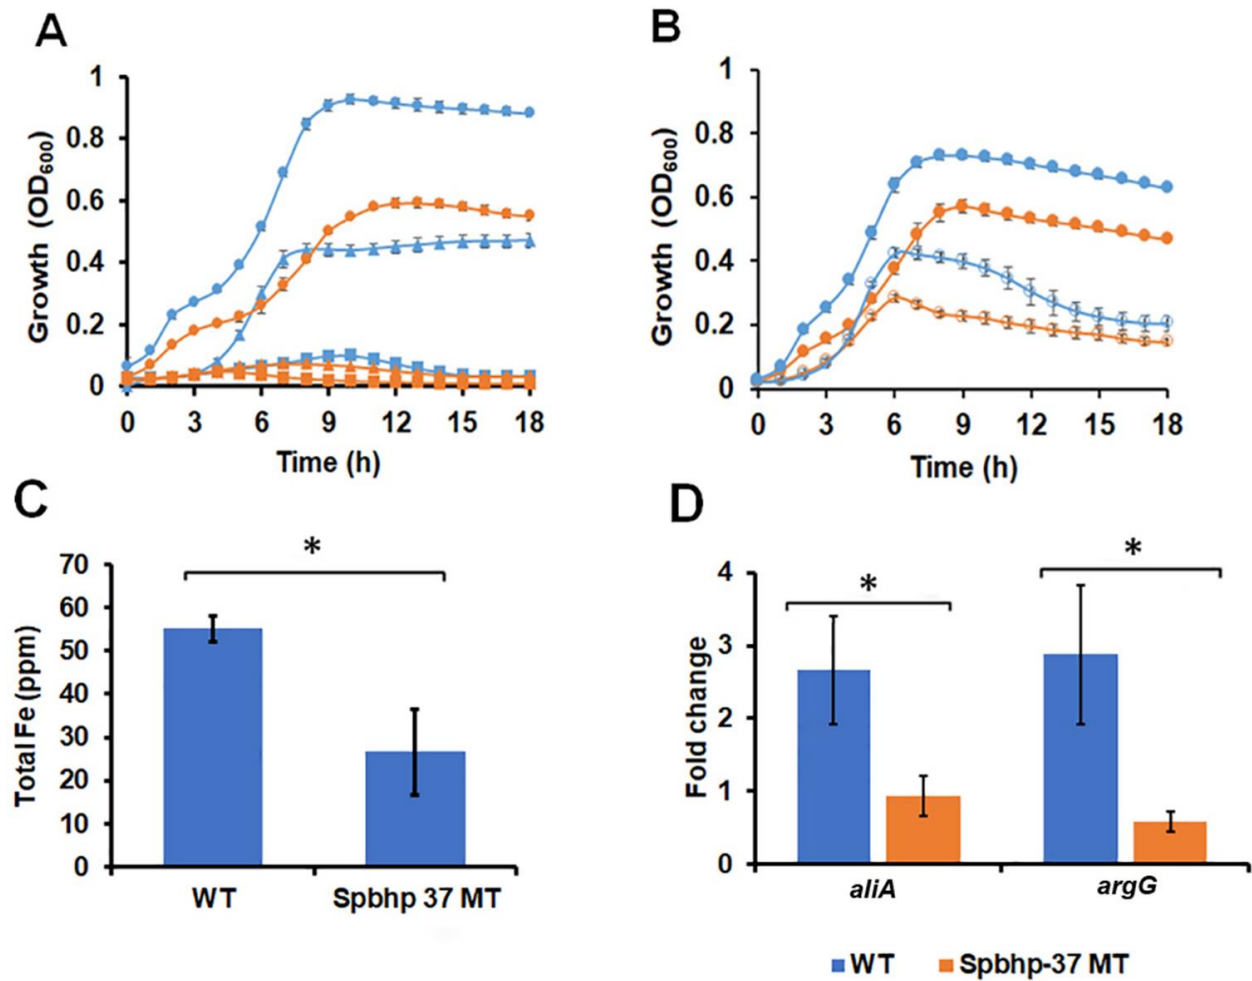 A
1
0.8
0.6
0.4
0.2
0
Growth (OD600)
0 3 6 9 12 15 18
Time (h)
B
1
0.8
0.6
0.4
0.2
0
Growth (OD600)
0 3 6 9 12 15 18
Time (h)
C
*
70
60
50
40
30
20
10
0
Total Fe (ppm)
WT Spbhp 37 MT
D
* *
4
3
2
1
0
Fold change
aliA argG
WT Spbhp-37 MT